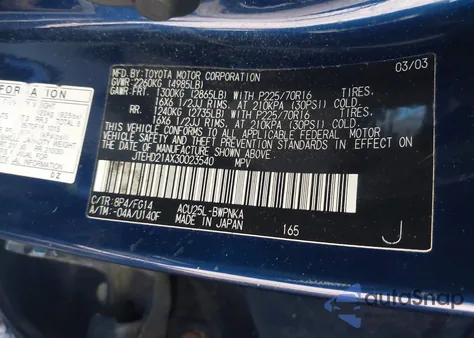 MFD.BY:TOYOTA MOTOR CORPORATION 03/03
GVWR:2260KG (4985LB)
GAWR:FRT. 1300KG (2865LB) WITH P225/70R16
16X6 1/2JJ RIMS, AT 210KPA (30PSI) COLD
RR. 1240KG (2735LB) WITH P225/70R16
16X6 1/2JJ RIMS, AT 210KPA (30PSI) COLD
THIS VEHICLE CONFORMS TO ALL APPLICABLE FEDERAL MOTOR
VEHICLE SAFETY, BUMPER, AND THEFT PREVENTION STANDARDS IN
EFFECT ON THE DATE OF MANUFACTURE SHOWN ABOVE.
JTEHD21AX30023540 MPV
C/TR: 8P4/FG14 ACU25L-BWPNKA
A/TM: -04A/U140F MADE IN JAPAN 165 J
autoSnap